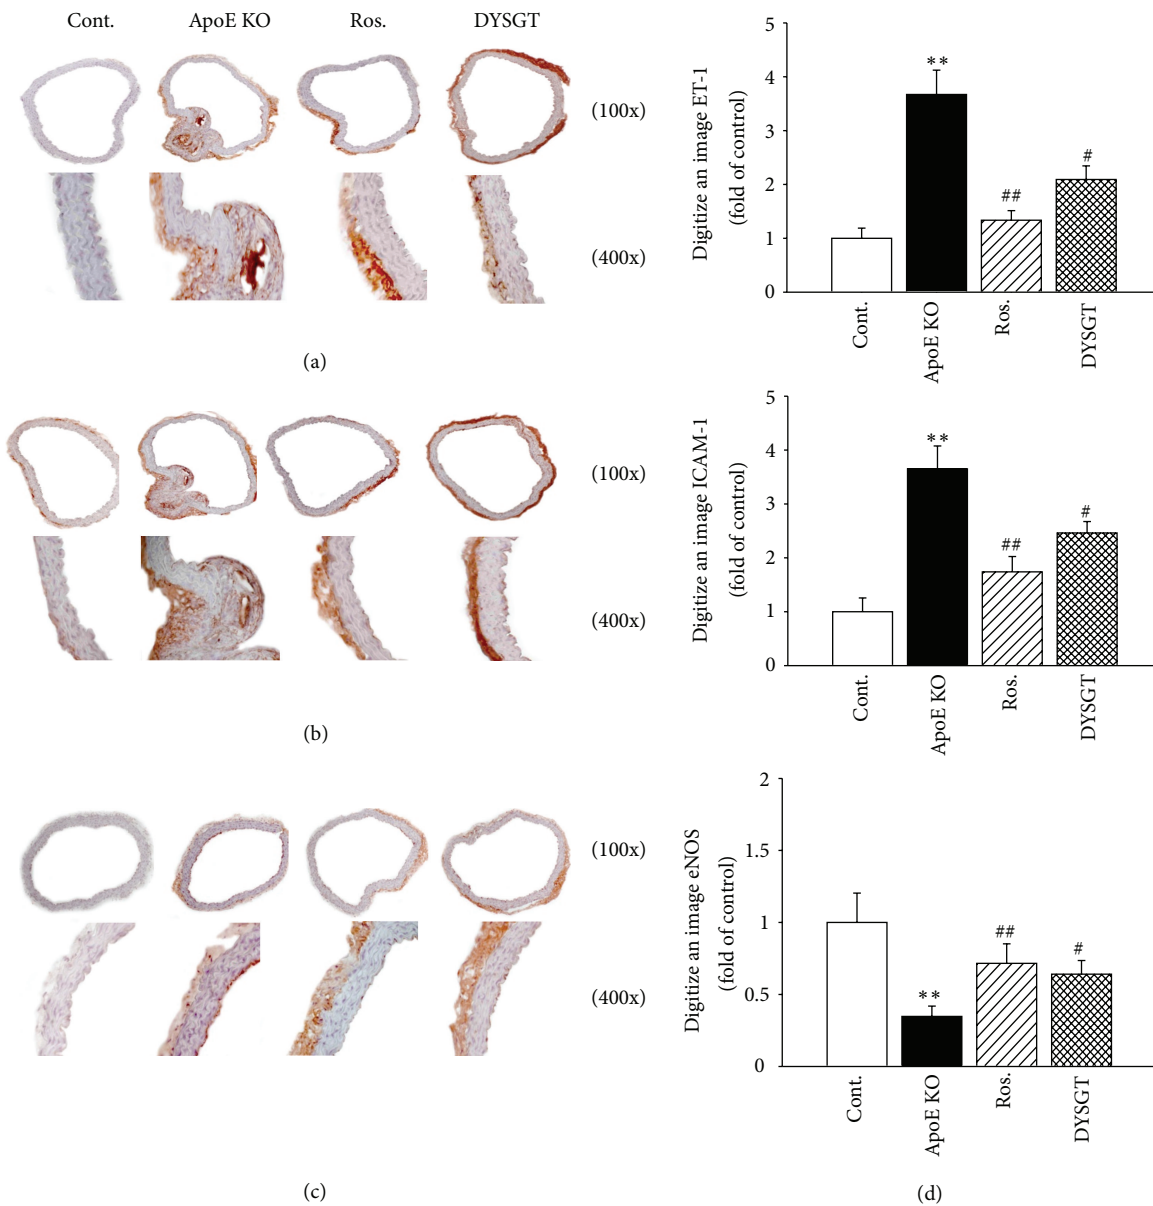 Cont.
ApoE KO
Ros.
DYSGT
(100x)
(400x)
(a)
(100x)
(400x)
(b)
(100x)
(400x)
(c)
Digitize an image ET-1
(fold of control)
5
4
3
2
1
0
**
##
#
Cont.
ApoE KO
Ros.
DYSGT
Digitize an image ICAM-1
(fold of control)
5
4
3
2
1
0
**
##
#
Cont.
ApoE KO
Ros.
DYSGT
Digitize an image eNOS
(fold of control)
2
1.5
1
0.5
0
**
##
#
Cont.
ApoE KO
Ros.
DYSGT
(d)